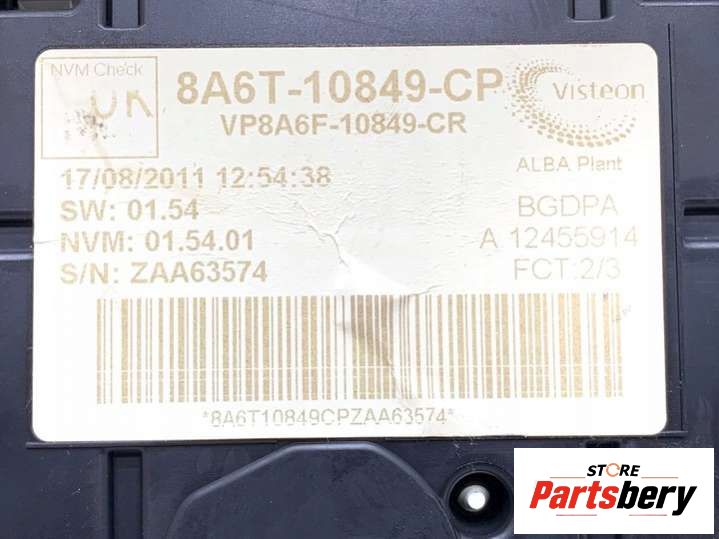 NVM Check
OK
8A6T-10849-CP
VP8A6F-10849-CR
Visteon
ALBA Plant
17/08/2011 12:54:38
SW: 01.54
NVM: 01.54.01
S/N: ZAA63574
BGDPA
A 12455914
FCT:2/3
*8A6T10849CPZAA63574*
STORE
Partsbery